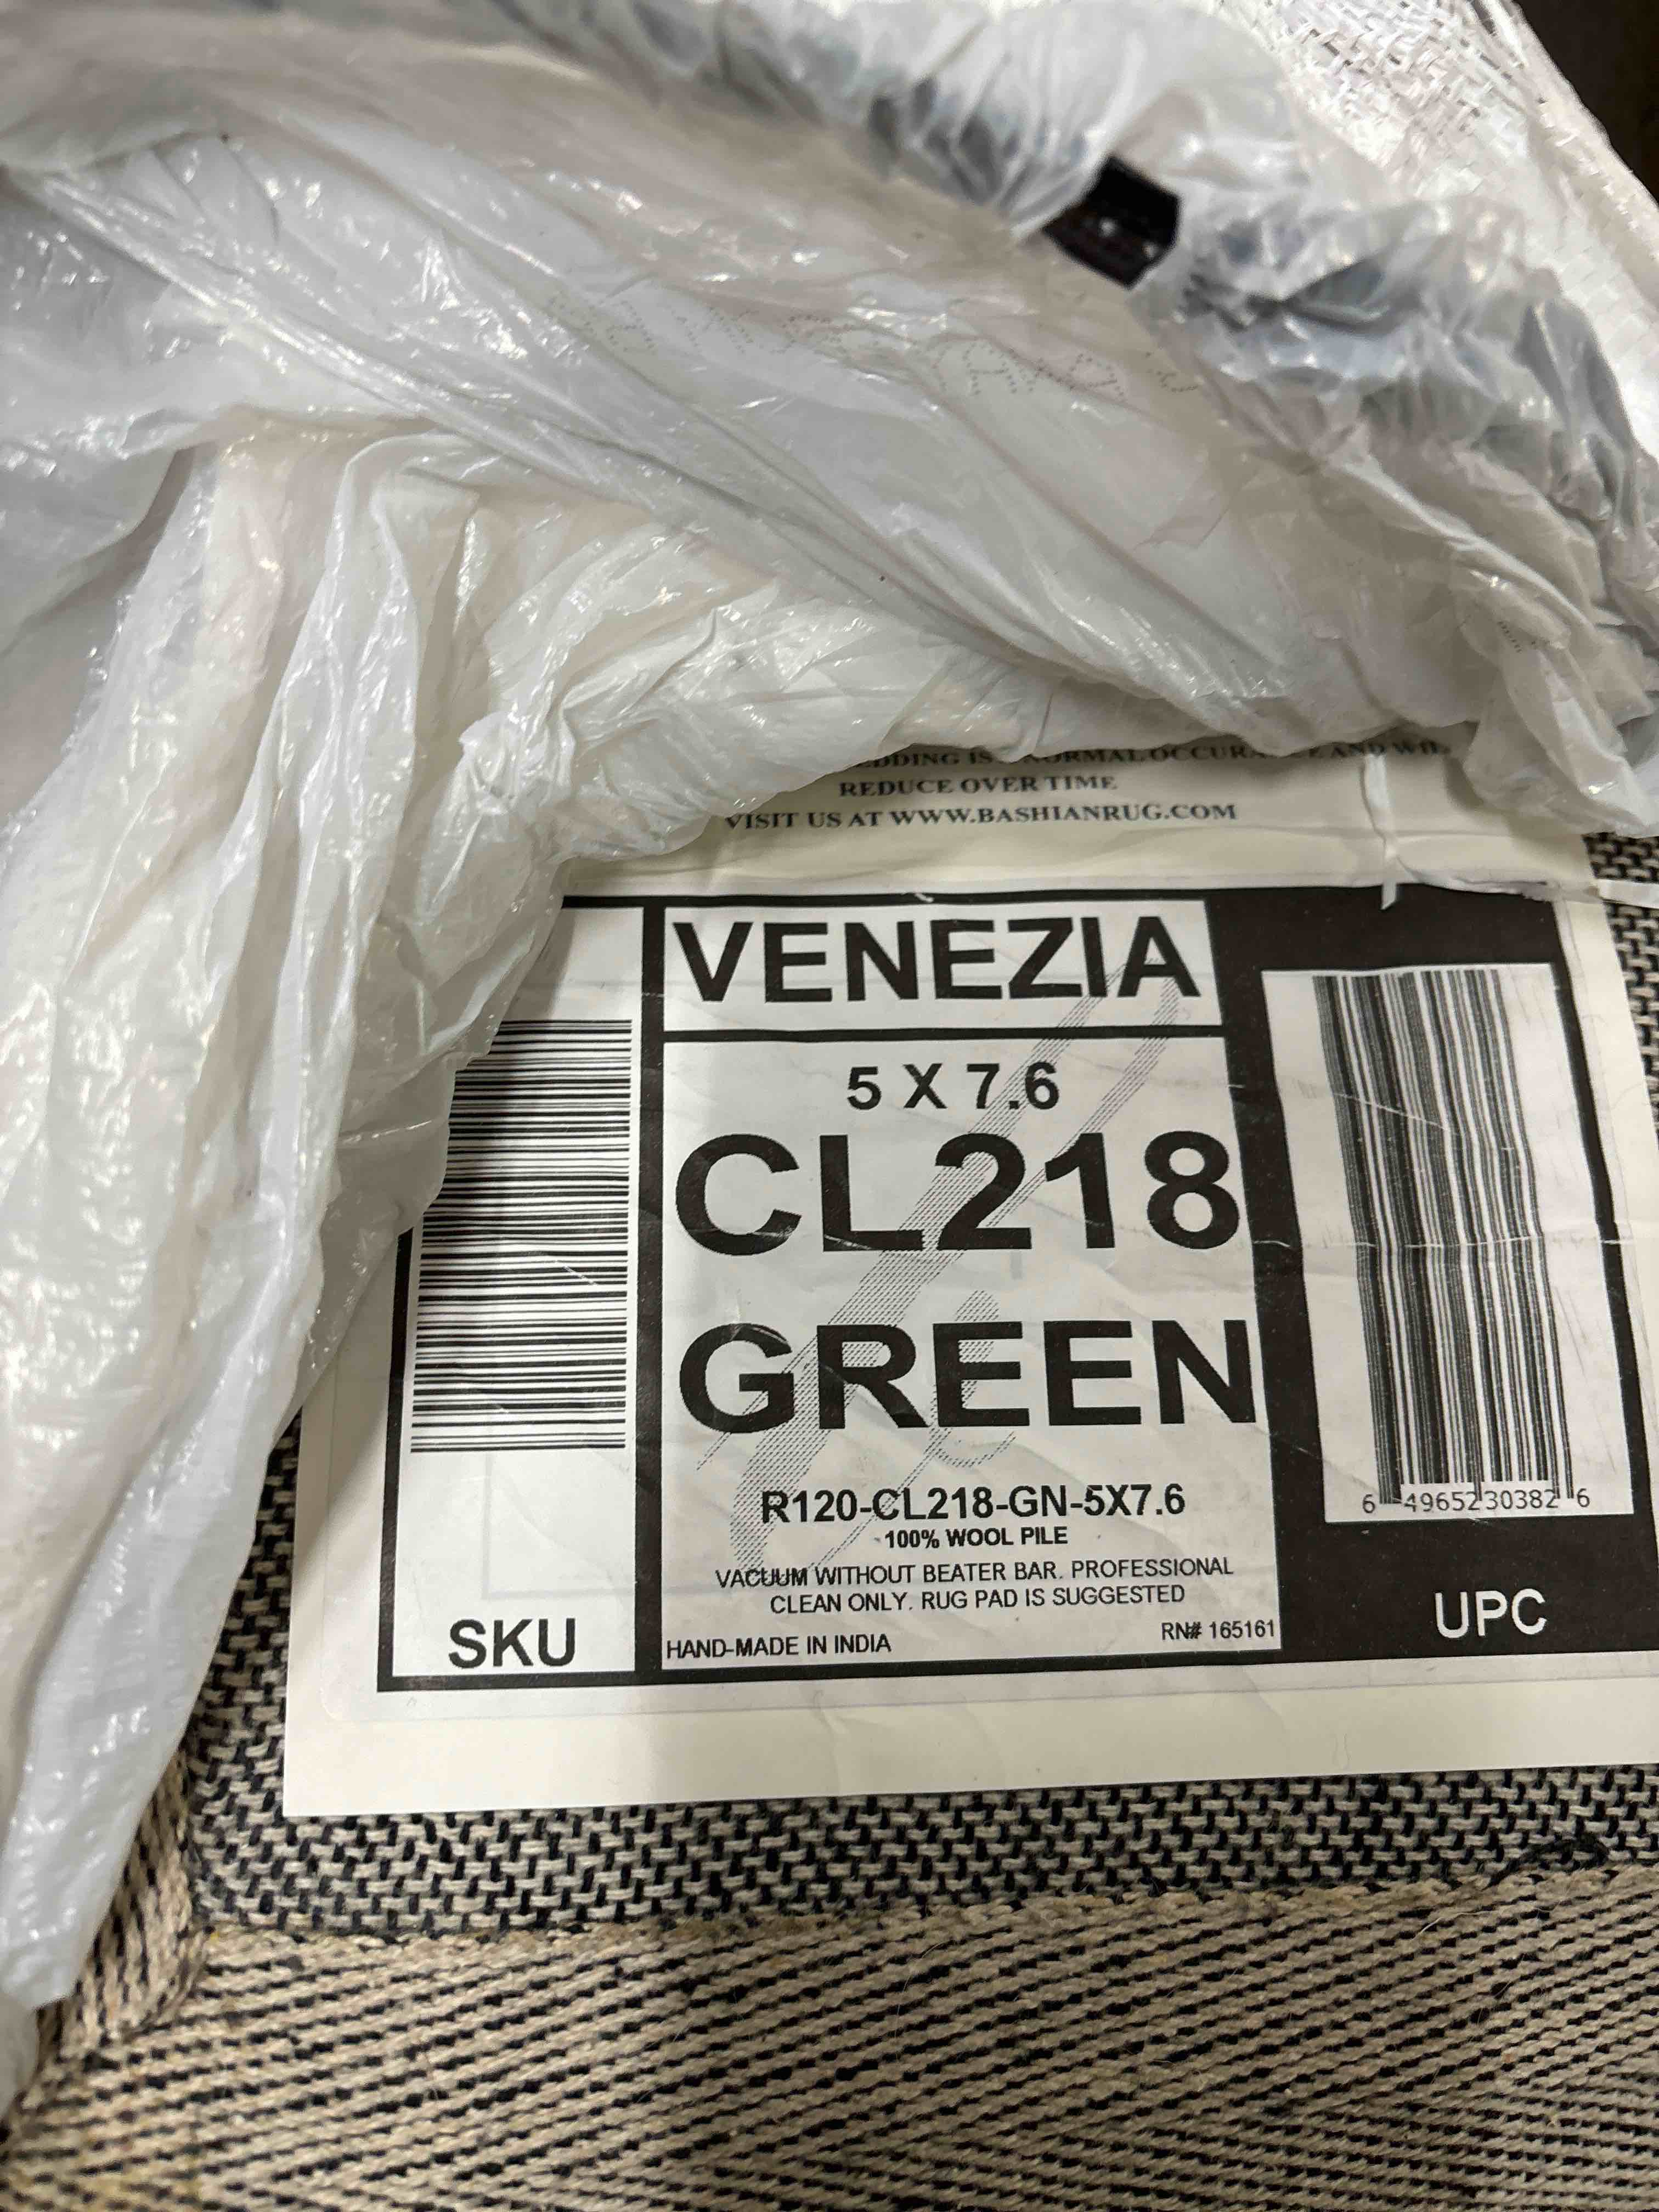 REDUCE OVER TIME
VISIT US AT WWW.BASHIANRUG.COM
VENEZIA
5 X 7.6
CL218
GREEN
R120-CL218-GN-5X7.6
100% WOOL PILE
VACUUM WITHOUT BEATER BAR. PROFESSIONAL
CLEAN ONLY. RUG PAD IS SUGGESTED
HAND-MADE IN INDIA
RN# 165161
SKU
6 49652 30382 6
UPC